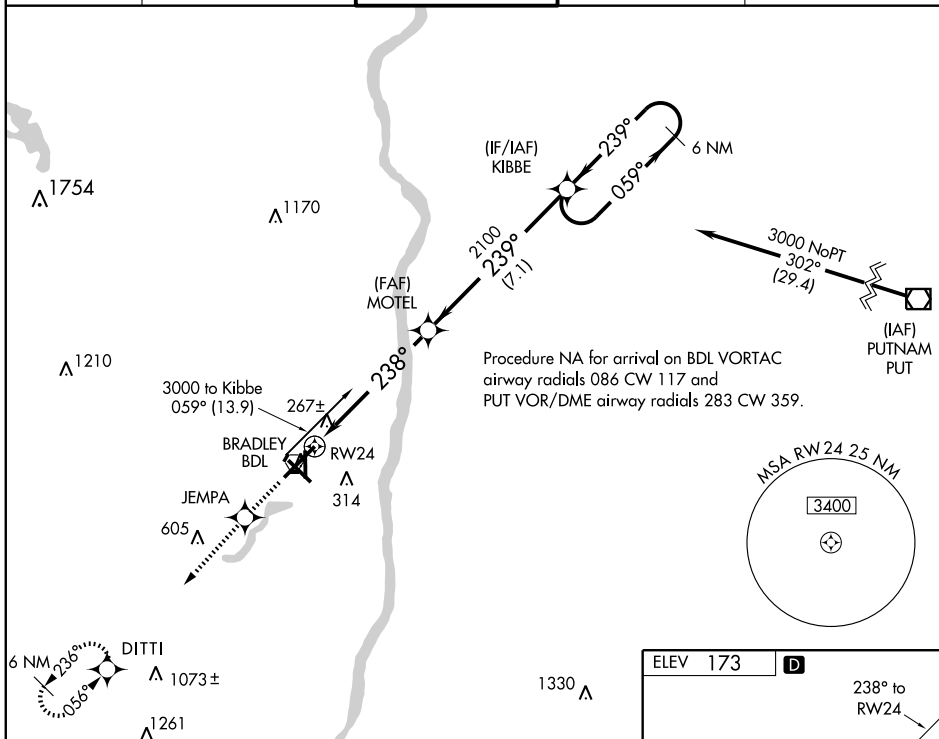 239°
6 NM
059°
(IF/IAF)
KIBBE
1754
1170
2100
239°
(7.1)
3000 NoPT
302°
(29.4)
(FAF)
MOTEL
(IAF)
PUTNAM
PUT
1210
238°
Procedure NA for arrival on BDL VORTAC
airway radials 086 CW 117 and
PUT VOR/DME airway radials 283 CW 359.
3000 to Kibbe
059° (13.9)
267±
BRADLEY
BDL
RW24
314
MSA RW24 25 NM
3400
JEMPA
605
DITTI
6 NM
236°
056°
1073±
1261
1330
ELEV 173
D
238° to
RW24